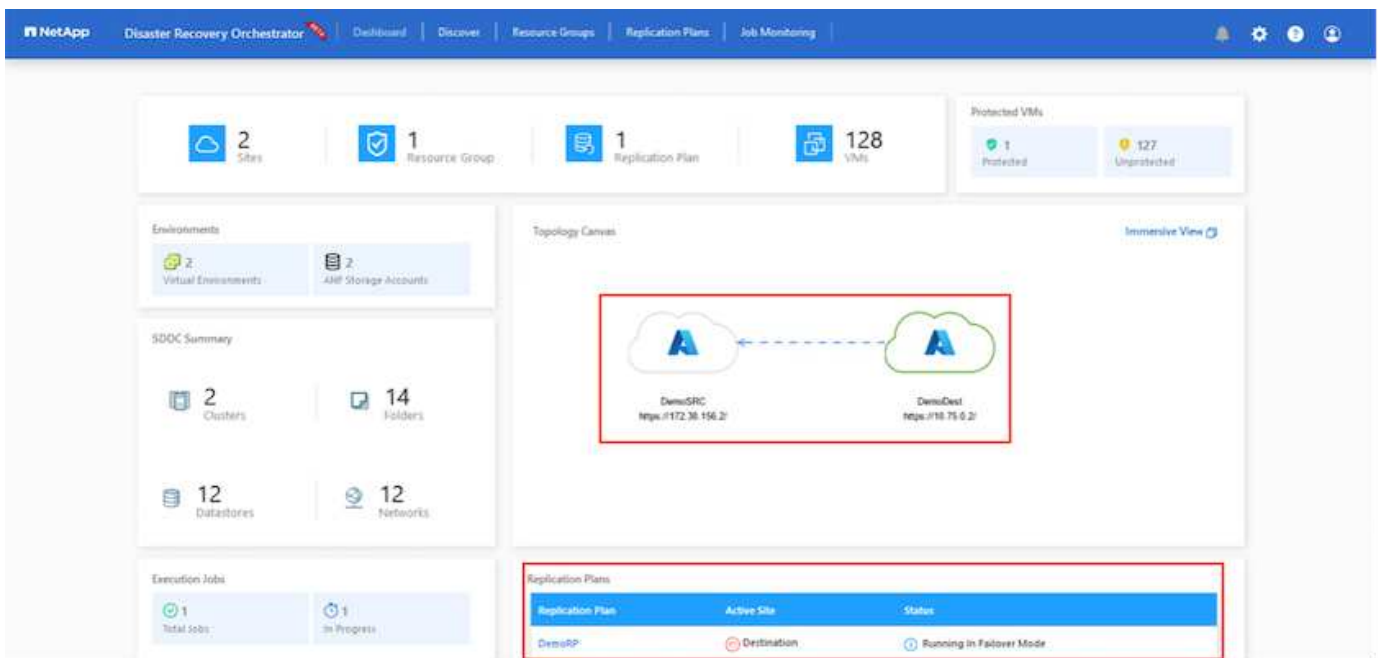 NetApp
Disaster Recovery Orchestrator
Dashboard
Discover
Resource Groups
Replication Plans
Job Monitoring
2
Sites
1
Resource Group
1
Replication Plan
128
VMs
Protected VMs
1
Protected
127
Unprotected
Environments
2
Virtual Environments
2
ANF Storage Accounts
Topology Canvas
Immersive View
DemoSRC
https://172.30.156.2/
DemoDest
https://10.75.0.2/
SDDC Summary
2
Clusters
14
Folders
12
Datastores
12
Networks
Execution Jobs
1
Total Jobs
1
In Progress
Replication Plans
Replication Plan Active Site Status
DemoRP Destination Running In Failover Mode